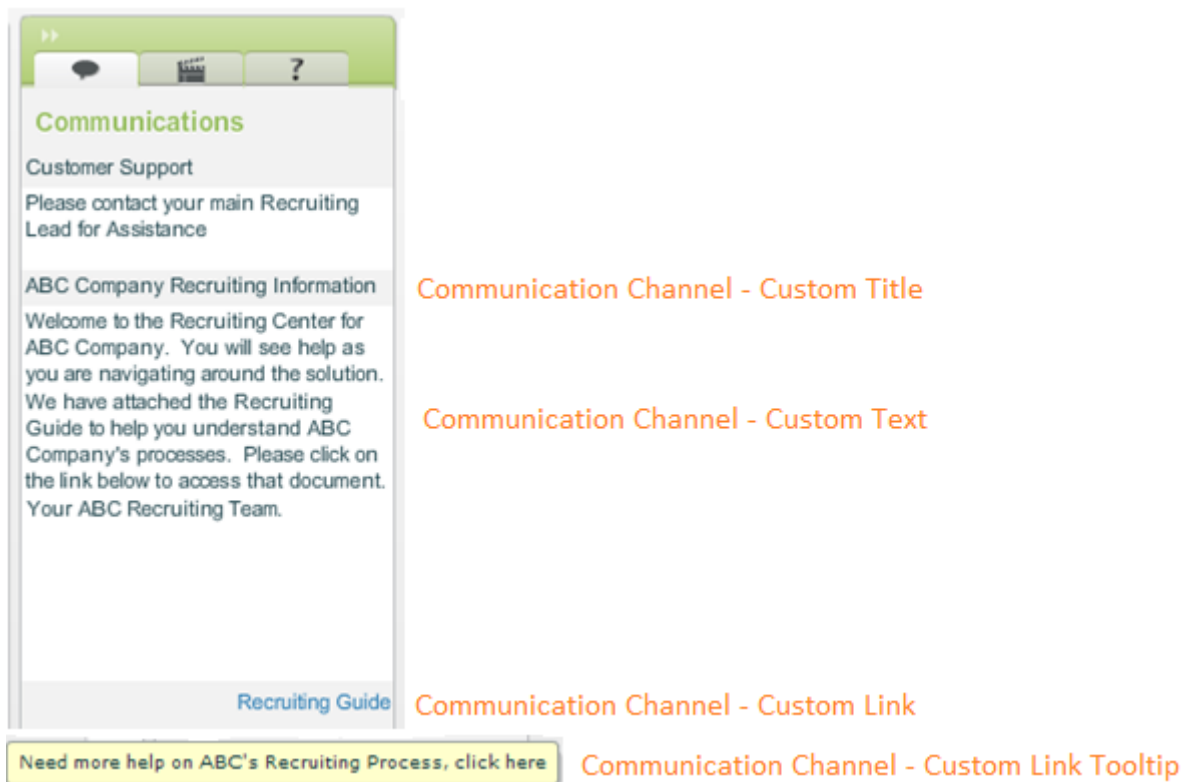 ?
Communications
Customer Support
Please contact your main Recruiting
Lead for Assistance
ABC Company Recruiting Information
Communication Channel - Custom Title
Welcome to the Recruiting Center for
ABC Company. You will see help as
you are navigating around the solution.
We have attached the Recruiting
Guide to help you understand ABC
Company's processes. Please click on
the link below to access that document.
Your ABC Recruiting Team.
Communication Channel - Custom Text
Recruiting Guide
Communication Channel - Custom Link
Need more help on ABC's Recruiting Process, click here
Communication Channel - Custom Link Tooltip